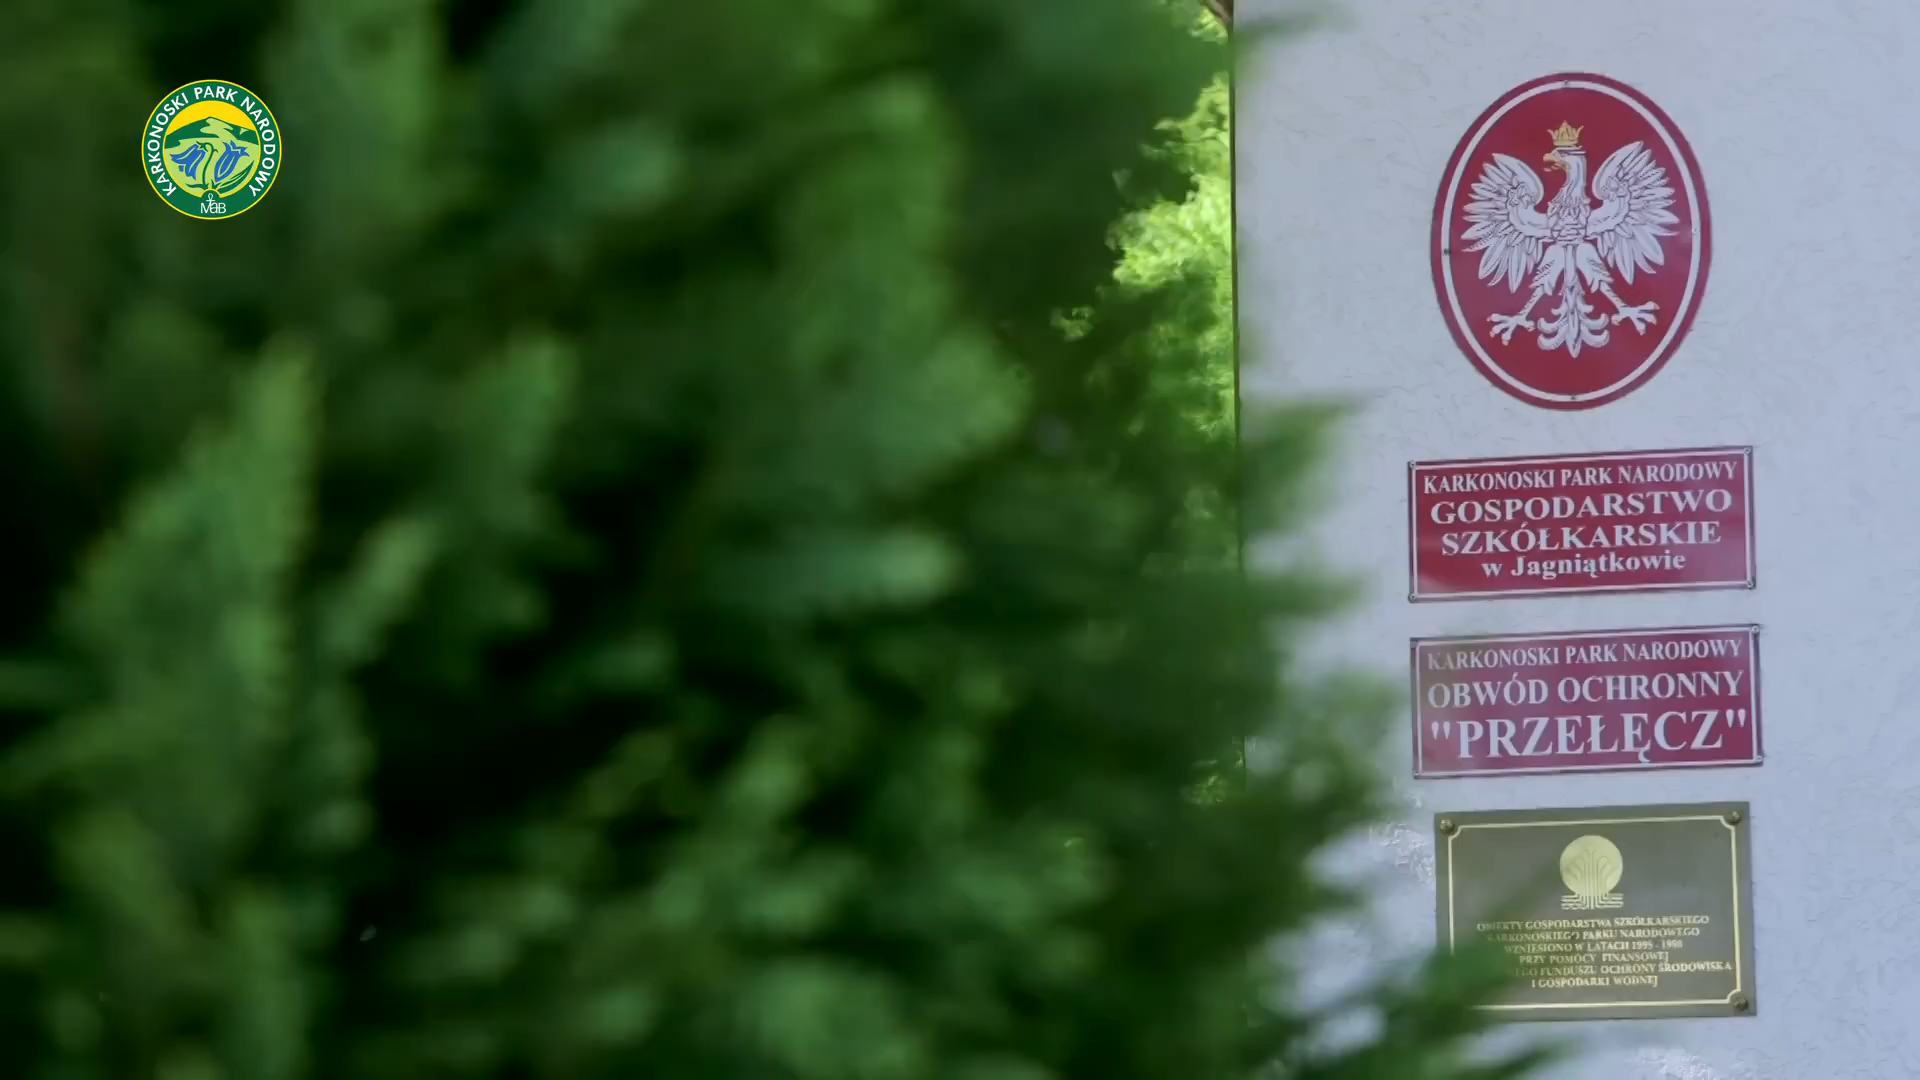 KARKONOSKI PARK NARODOWY
MaB
KARKONOSKI PARK NARODOWY
GOSPODARSTWO
SZKÓŁKARSKIE
w Jagniątkowie
KARKONOSKI PARK NARODOWY
OBWÓD OCHRONNY
"PRZEŁĘCZ"
OBIEKTY GOSPODARSTWA SZKÓŁKARSKIEGO
KARKONOSKIEGO PARKU NARODOWEGO
WZNIESIONO W LATACH 1995 - 1998
PRZY POMOCY FINANSOWEJ
FUNDUSZU OCHRONY ŚRODOWISKA
I GOSPODARKI WODNEJ